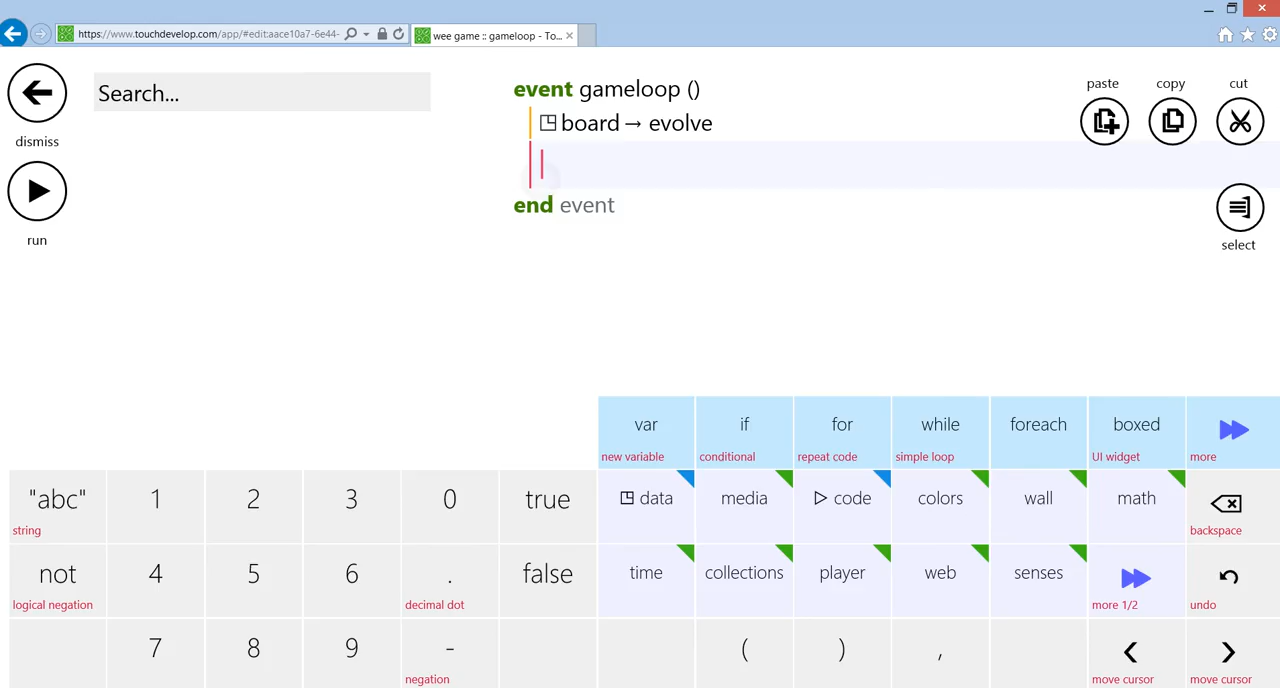 https://www.touchdevelop.com/app/#edit:aace10a7-6e44-
wee game :: gameloop - To...
dismiss
run
Search...
event gameloop ()
board → evolve
end event
paste copy cut
select
var if for while foreach boxed
new variable conditional repeat code simple loop UI widget more
"abc" 1 2 3 0 true data media code colors wall math
string backspace
not 4 5 6 . false time collections player web senses
logical negation decimal dot more 1/2 undo
7 8 9 - ( ) , < >
negation move cursor move cursor